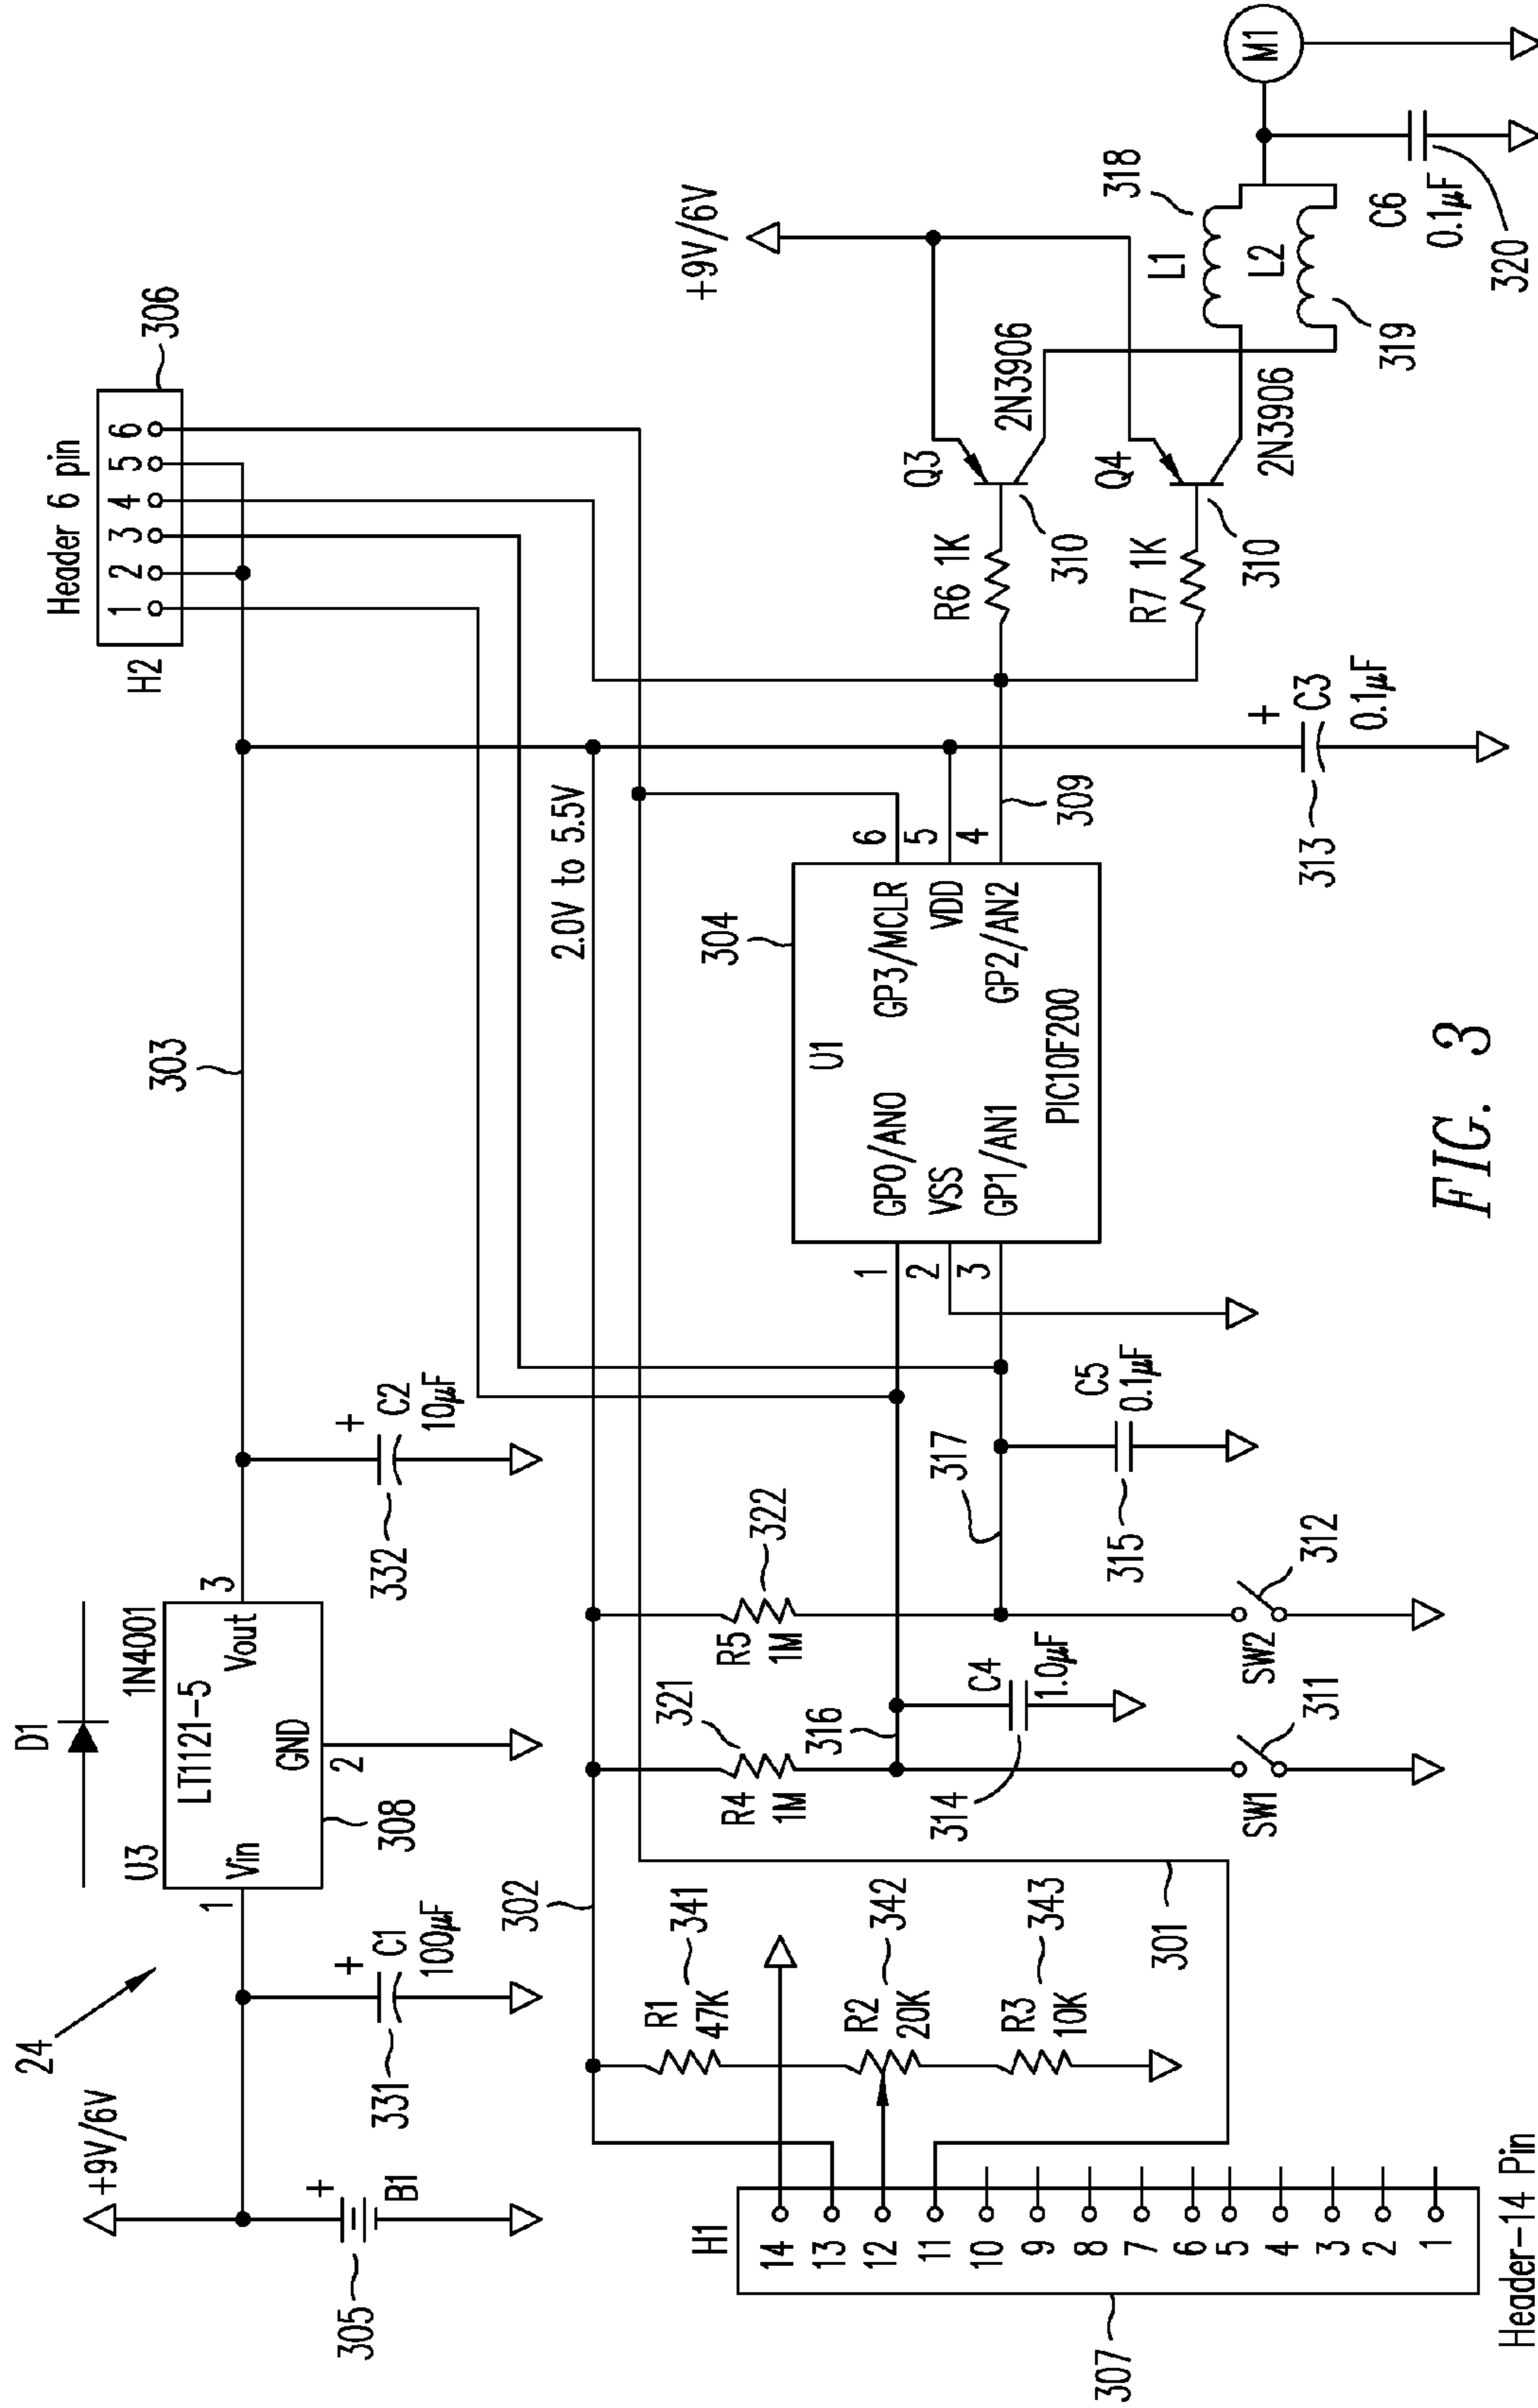 24
+9V/6V
305
+
B1
331
+
C1
100µF
U3
D1
1N4001
LT1121-5
1
Vin
Vout
3
GND
2
308
332
+
C2
10µF
303
H2
Header 6 pin
1 2 3 4 5 6
306
302
2.0V to 5.5V
H1
14
13
12
11
10
9
8
7
6
5
4
3
2
1
307
Header-14 Pin
R1
47K
341
R2
20K
342
R3
10K
343
301
R4
1M
321
R5
1M
322
316
317
314
C4
1.0µF
315
C5
0.1µF
SW1
311
SW2
312
304
U1
GP0/AN0
GP3/MCLR
VSS
VDD
GP1/AN1
GP2/AN2
PIC10F200
1
2
3
6
5
4
309
313
+
C3
0.1µF
R6 1K
Q3
2N3906
310
R7 1K
Q4
2N3906
310
+9V/6V
L1
318
L2
319
C6
0.1µF
320
M1
FIG. 3